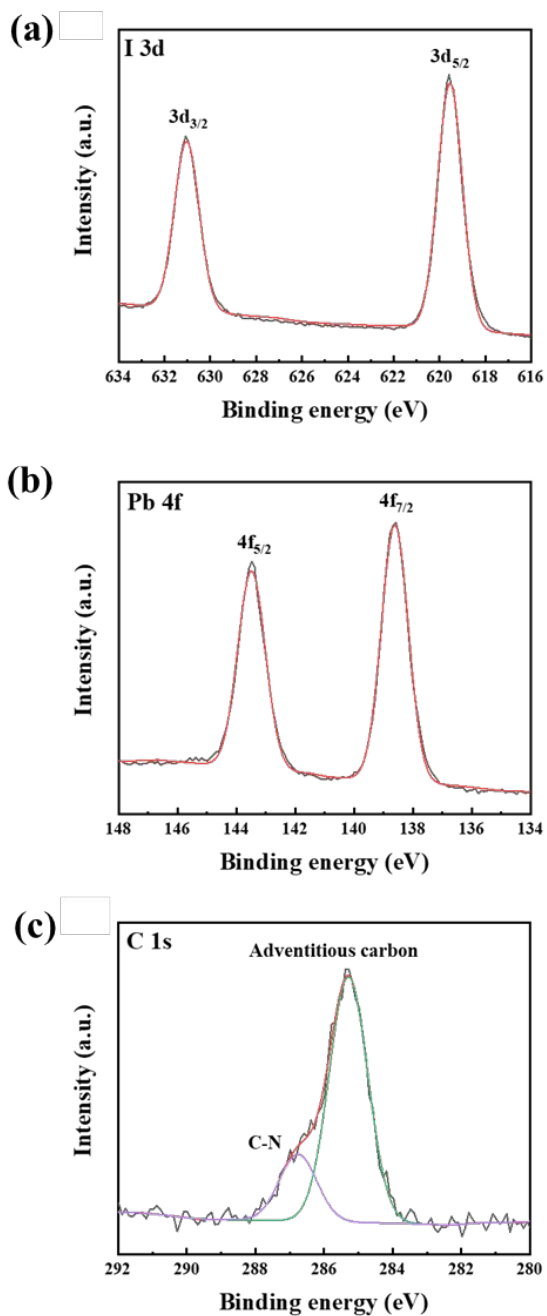 (a)
I 3d
3d3/2
3d5/2
Intensity (a.u.)
634 632 630 628 626 624 622 620 618 616
Binding energy (eV)
(b)
Pb 4f
4f5/2
4f7/2
Intensity (a.u.)
148 146 144 142 140 138 136 134
Binding energy (eV)
(c)
C 1s
Adventitious carbon
C-N
Intensity (a.u.)
292 290 288 286 284 282 280
Binding energy (eV)